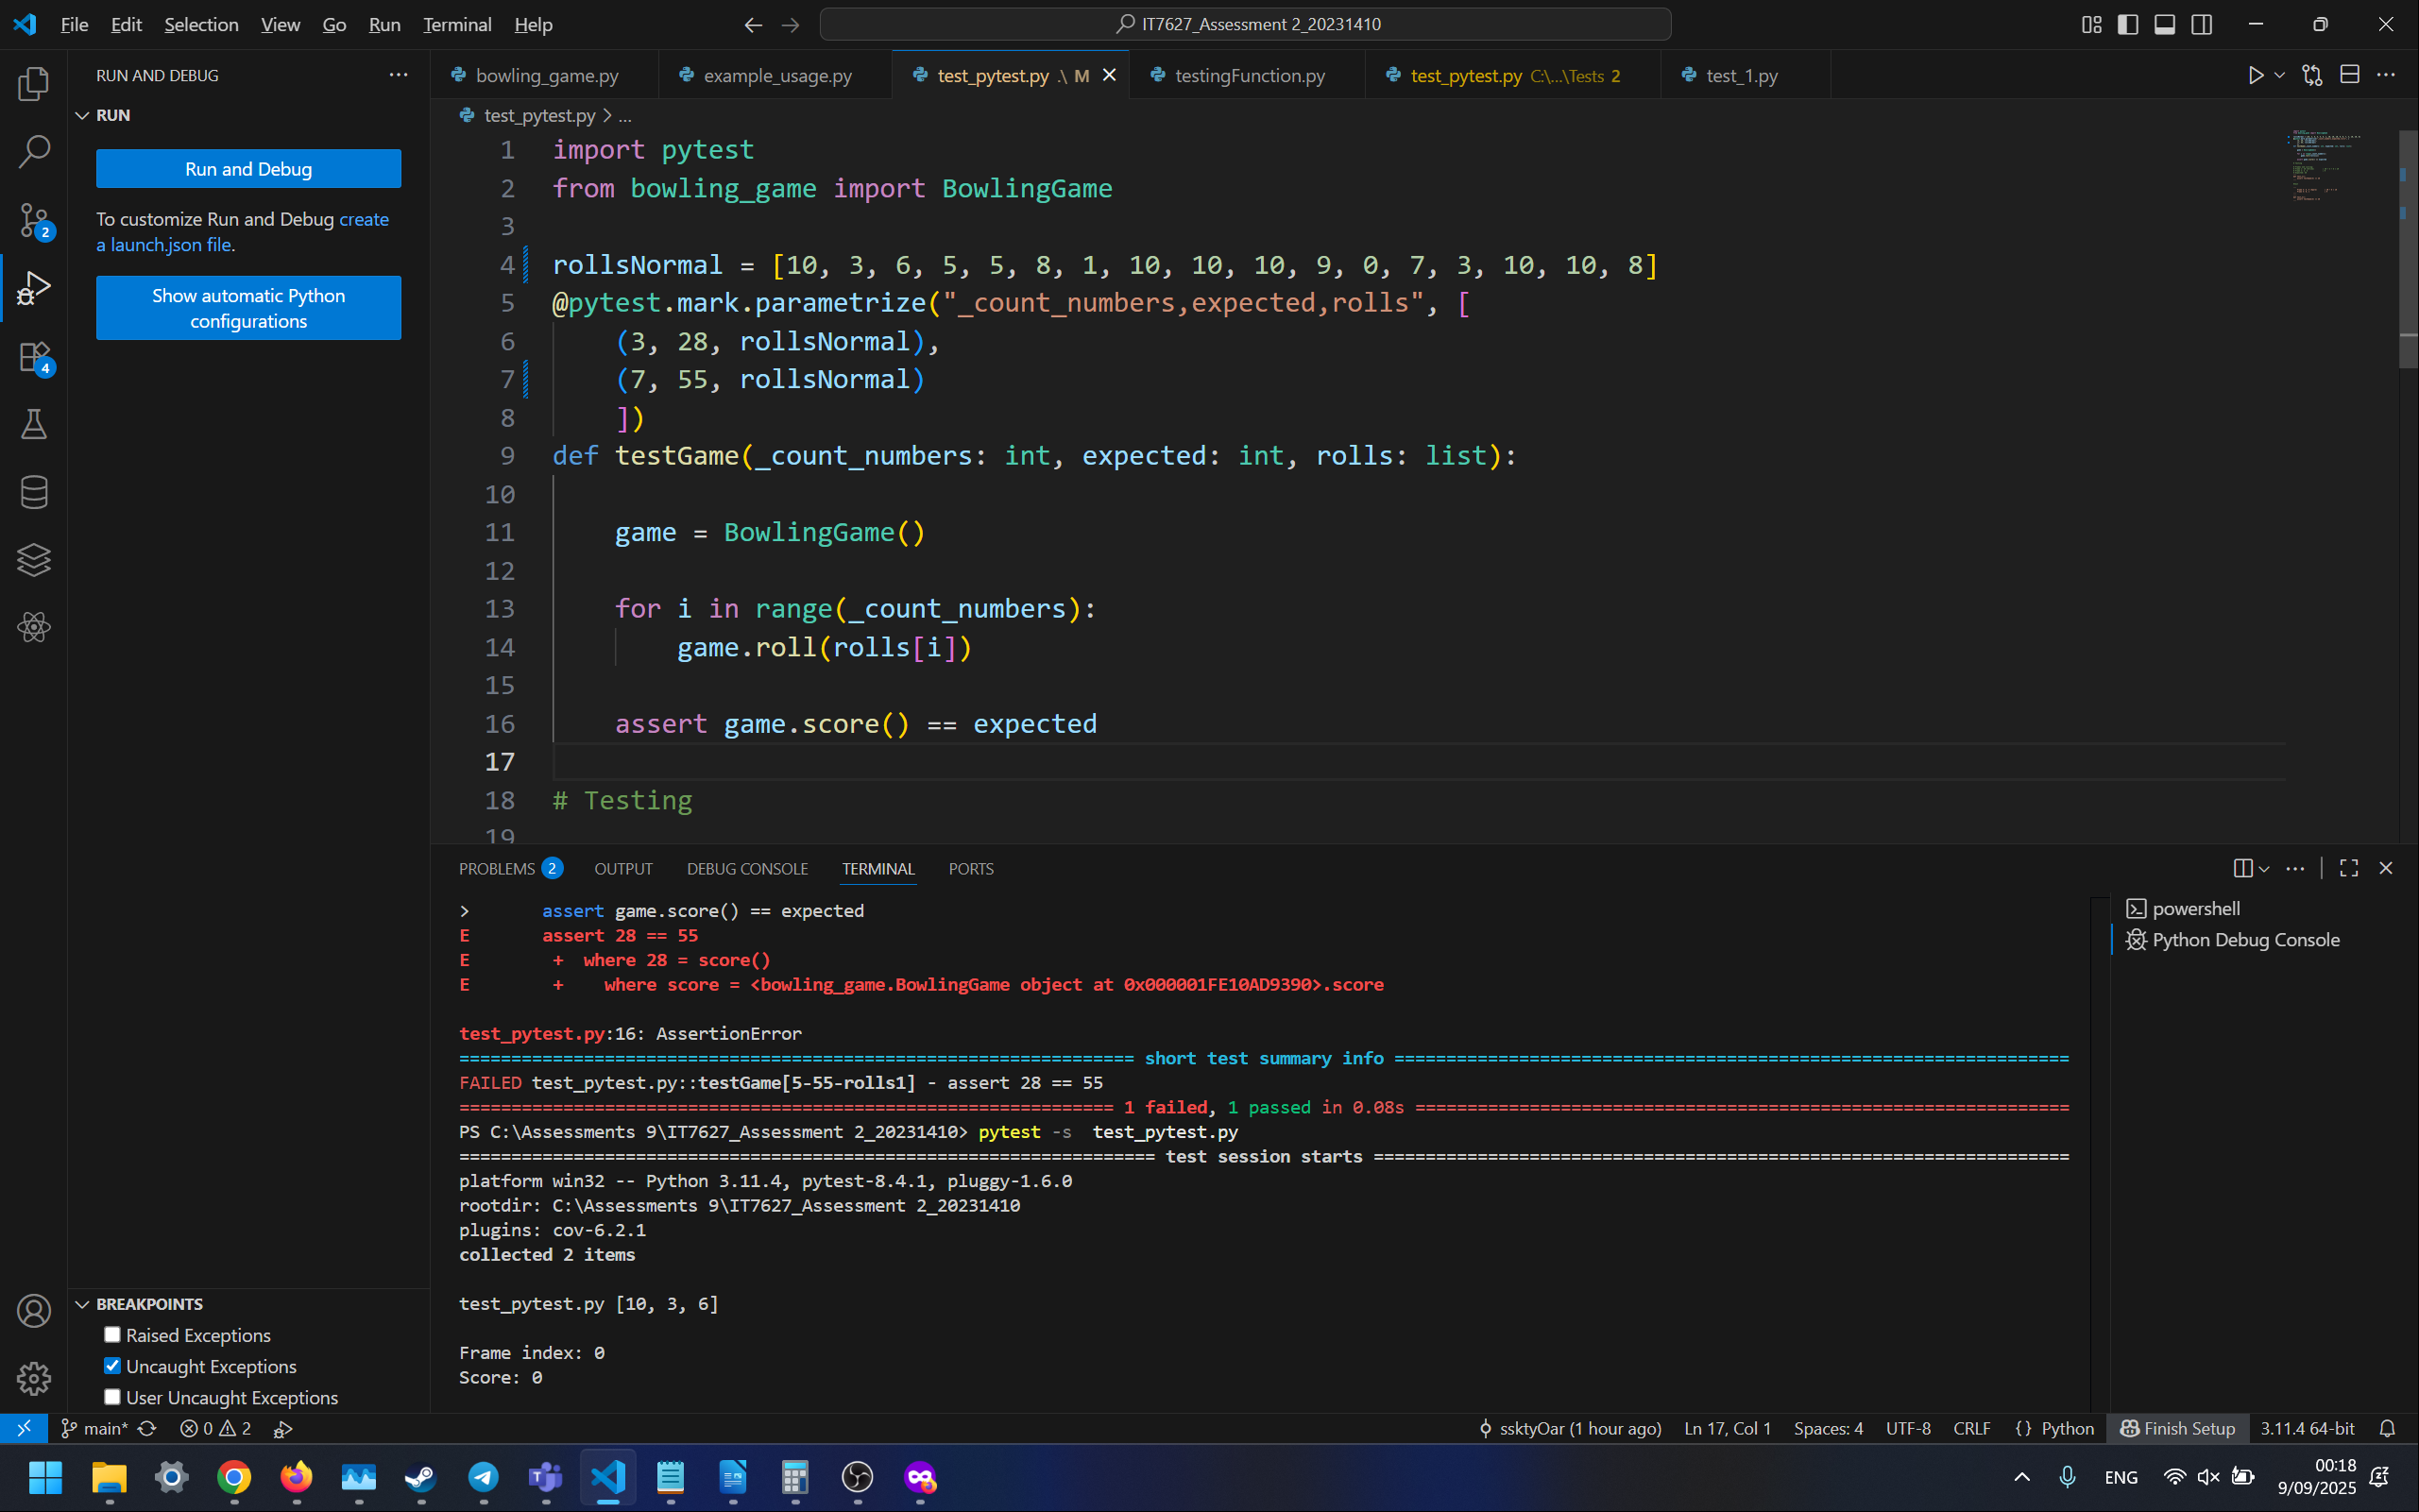 File Edit Selection View Go Run Terminal Help
IT7627_Assessment 2_20231410
RUN AND DEBUG
RUN
Run and Debug
To customize Run and Debug create
a launch.json file.
Show automatic Python
configurations
2
4
bowling_game.py
example_usage.py
test_pytest.py .\ M
testingFunction.py
test_pytest.py C:\...\Tests 2
test_1.py
test_pytest.py > ...
1 import pytest
2 from bowling_game import BowlingGame
3
4 rollsNormal = [10, 3, 6, 5, 5, 8, 1, 10, 10, 10, 9, 0, 7, 3, 10, 10, 8]
5 @pytest.mark.parametrize("_count_numbers,expected,rolls", [
6 (3, 28, rollsNormal),
7 (7, 55, rollsNormal)
8 ])
9 def testGame(_count_numbers: int, expected: int, rolls: list):
10
11 game = BowlingGame()
12
13 for i in range(_count_numbers):
14 game.roll(rolls[i])
15
16 assert game.score() == expected
17
18 # Testing
19
PROBLEMS 2 OUTPUT DEBUG CONSOLE TERMINAL PORTS
> assert game.score() == expected
E assert 28 == 55
E + where 28 = score()
E + where score = <bowling_game.BowlingGame object at 0x000001FE10AD9390>.score
test_pytest.py:16: AssertionError
================================================================= short test summary info =================================================================
FAILED test_pytest.py::testGame[5-55-rolls1] - assert 28 == 55
=============================================================== 1 failed, 1 passed in 0.08s ===============================================================
PS C:\Assessments 9\IT7627_Assessment 2_20231410> pytest -s test_pytest.py
=================================================================== test session starts ===================================================================
platform win32 -- Python 3.11.4, pytest-8.4.1, pluggy-1.6.0
rootdir: C:\Assessments 9\IT7627_Assessment 2_20231410
plugins: cov-6.2.1
collected 2 items
test_pytest.py [10, 3, 6]
Frame index: 0
Score: 0
powershell
Python Debug Console
BREAKPOINTS
Raised Exceptions
Uncaught Exceptions
User Uncaught Exceptions
main* 0 2
ssktyOar (1 hour ago) Ln 17, Col 1 Spaces: 4 UTF-8 CRLF {} Python Finish Setup 3.11.4 64-bit
ENG
00:18
9/09/2025